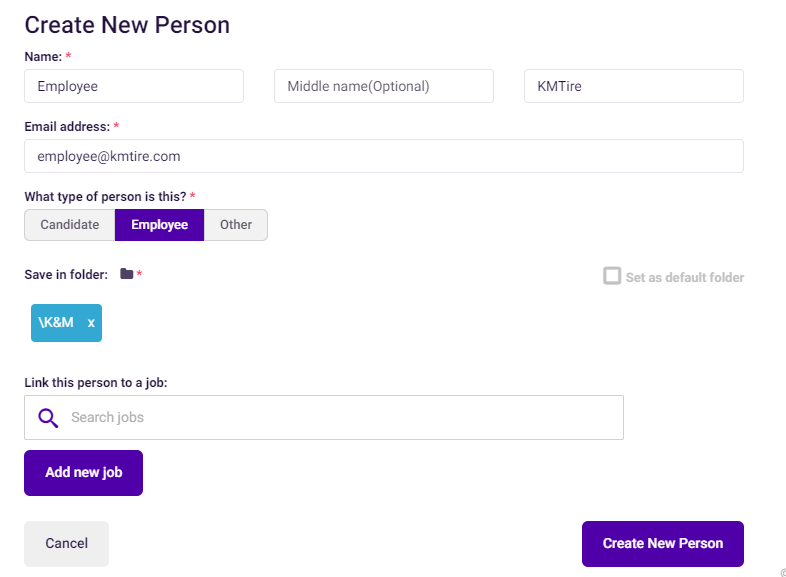 Create New Person
Name: *
Employee
Middle name(Optional)
KMTire
Email address: *
employee@kmtire.com
What type of person is this? *
Candidate
Employee
Other
Save in folder: *
Set as default folder
\K&M x
Link this person to a job:
Search jobs
Add new job
Cancel
Create New Person